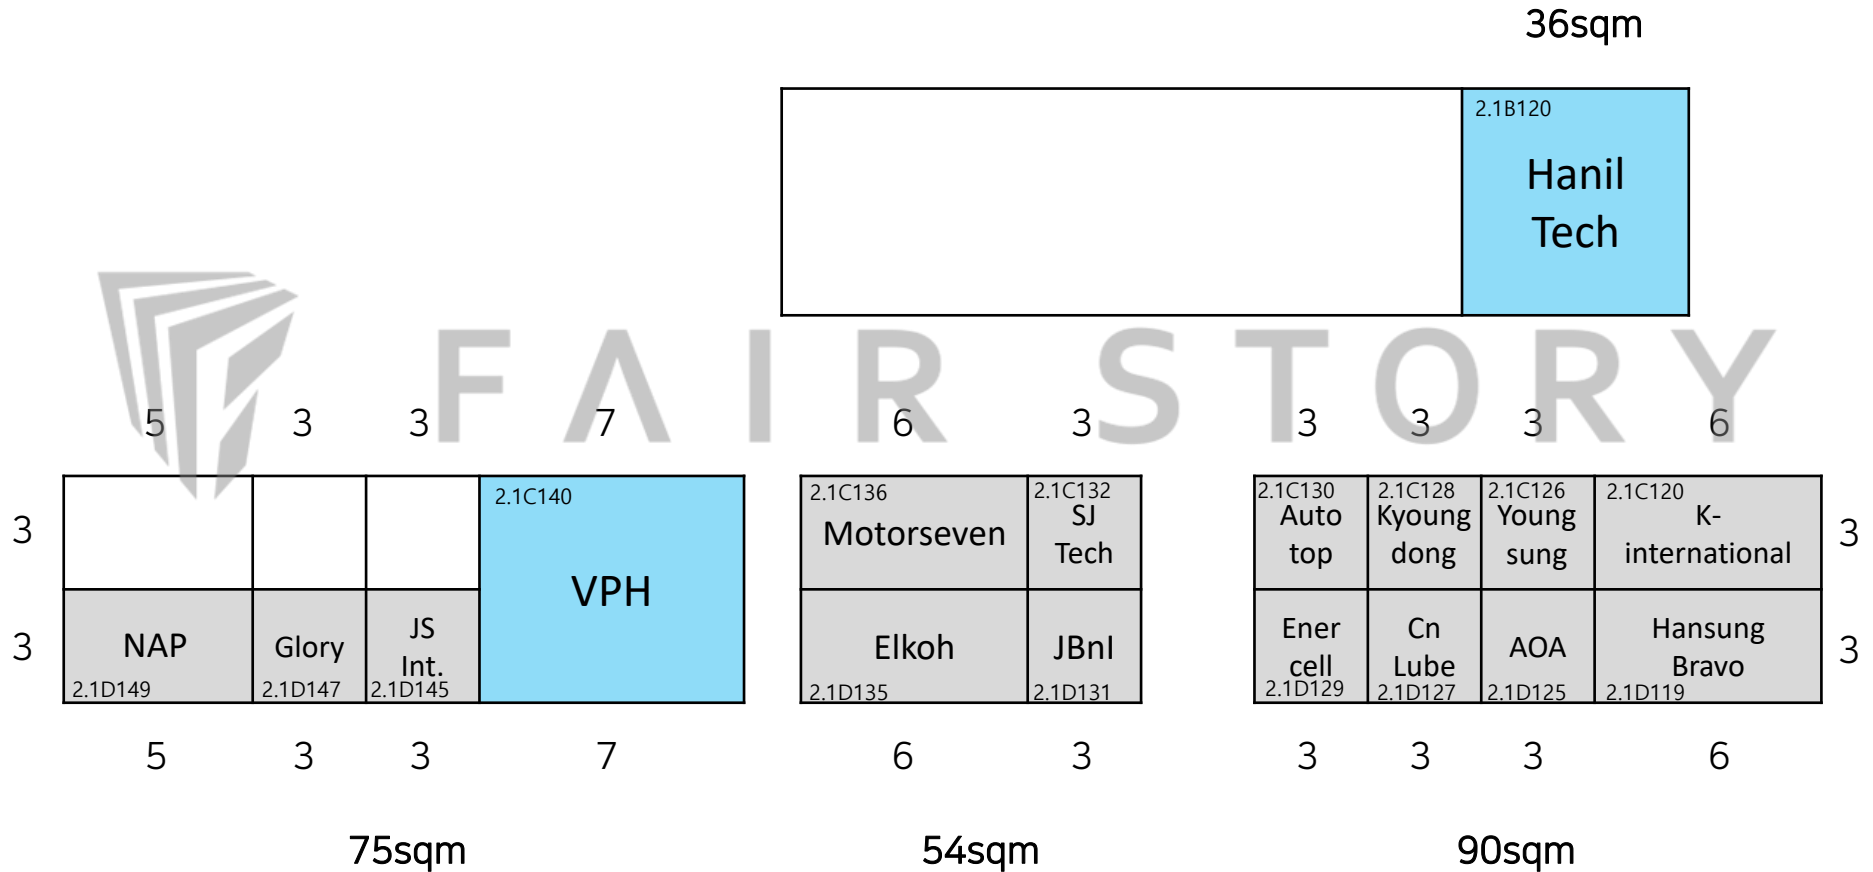 36sqm
2.1B120
Hanil
Tech
FAIR STORY
5 3 3 7 6 3 3 3 3 6
2.1C140
VPH
2.1C136
Motorseven
2.1C132
SJ
Tech
2.1C130
Auto
top
2.1C128
Kyoung
dong
2.1C126
Young
sung
2.1C120
K-
international
3
3
NAP
2.1D149
Glory
2.1D147
JS
Int.
2.1D145
Elkoh
2.1D135
JBnI
2.1D131
Ener
cell
2.1D129
Cn
Lube
2.1D127
AOA
2.1D125
Hansung
Bravo
2.1D119
3
3
5 3 3 7 6 3 3 3 3 6
75sqm
54sqm
90sqm